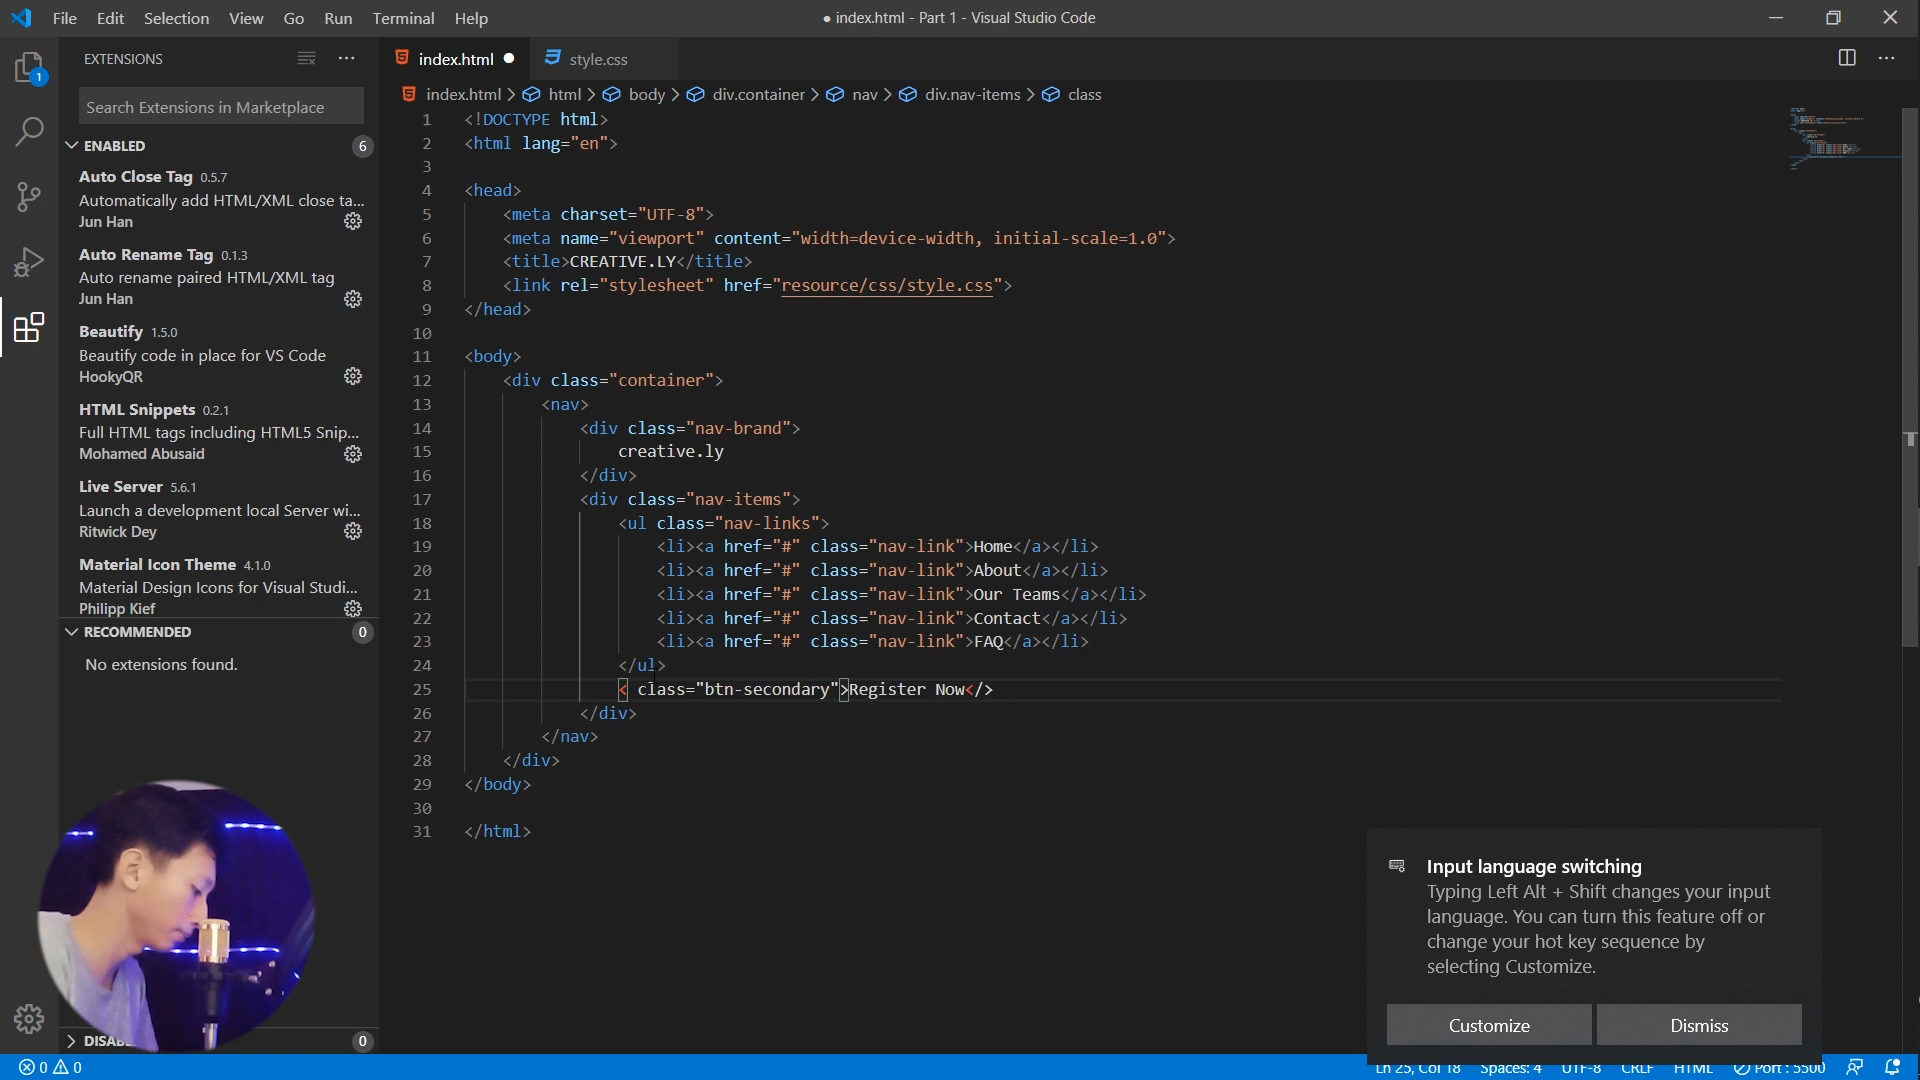 File Edit Selection View Go Run Terminal Help
● index.html - Part 1 - Visual Studio Code
EXTENSIONS
Search Extensions in Marketplace
ENABLED 6
Auto Close Tag 0.5.7
Automatically add HTML/XML close ta...
Jun Han
Auto Rename Tag 0.1.3
Auto rename paired HTML/XML tag
Jun Han
Beautify 1.5.0
Beautify code in place for VS Code
HookyQR
HTML Snippets 0.2.1
Full HTML tags including HTML5 Snip...
Mohamed Abusaid
Live Server 5.6.1
Launch a development local Server wi...
Ritwick Dey
Material Icon Theme 4.1.0
Material Design Icons for Visual Studi...
Philipp Kief
RECOMMENDED 0
No extensions found.
0
1
index.html ●
style.css
index.html > html > body > div.container > nav > div.nav-items > class
1 <!DOCTYPE html>
2 <html lang="en">
3
4 <head>
5 <meta charset="UTF-8">
6 <meta name="viewport" content="width=device-width, initial-scale=1.0">
7 <title>CREATIVE.LY</title>
8 <link rel="stylesheet" href="resource/css/style.css">
9 </head>
10
11 <body>
12 <div class="container">
13 <nav>
14 <div class="nav-brand">
15 creative.ly
16 </div>
17 <div class="nav-items">
18 <ul class="nav-links">
19 <li><a href="#" class="nav-link">Home</a></li>
20 <li><a href="#" class="nav-link">About</a></li>
21 <li><a href="#" class="nav-link">Our Teams</a></li>
22 <li><a href="#" class="nav-link">Contact</a></li>
23 <li><a href="#" class="nav-link">FAQ</a></li>
24 </ul>
25 < class="btn-secondary">Register Now</>
26 </div>
27 </nav>
28 </div>
29 </body>
30
31 </html>
Input language switching
Typing Left Alt + Shift changes your input
language. You can turn this feature off or
change your hot key sequence by
selecting Customize.
Customize Dismiss
0 0
Ln 25, Col 18 Spaces: 4 UTF-8 CRLF HTML Port : 5500